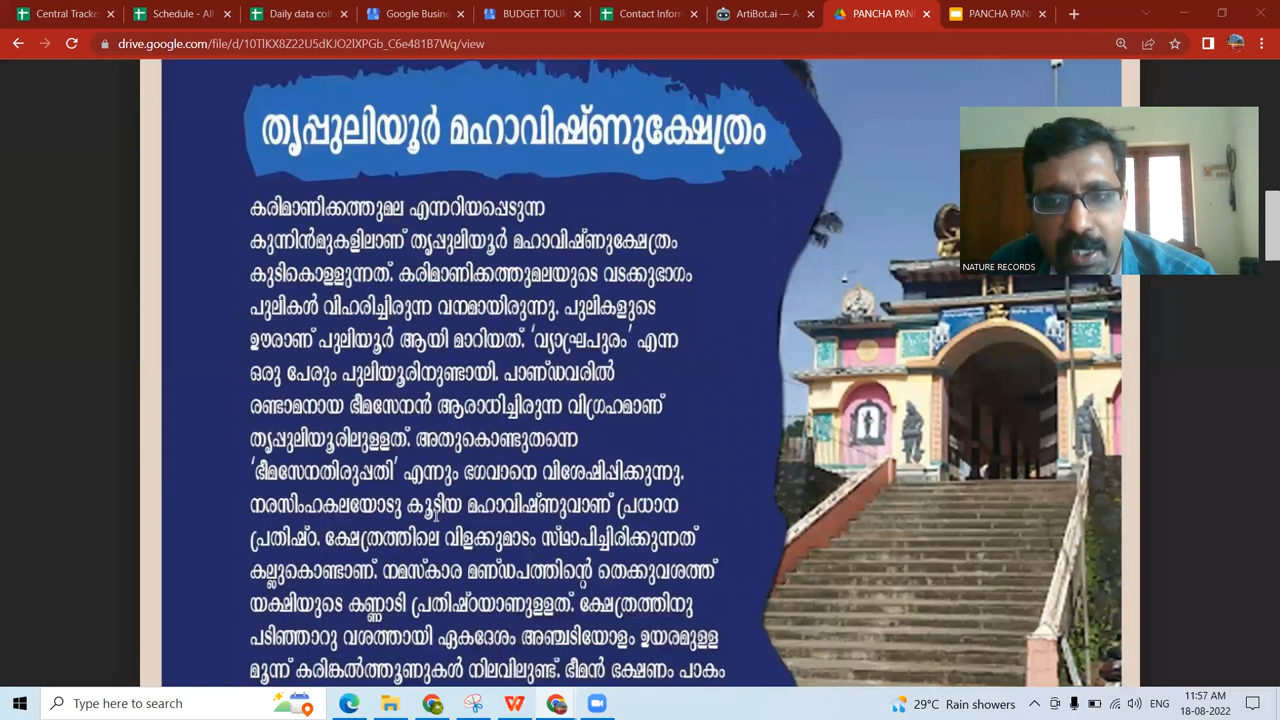 Central Tracke
Schedule - All
Daily data coll
Google Busin
BUDGET TOUR
Contact Inform
ArtiBot.ai — A
PANCHA PAN
PANCHA PAN
drive.google.com/file/d/10TlKX8Z22U5dKJO2lXPGb_C6e481B7Wq/view
തൃപ്പുലിയൂർ മഹാവിഷ്ണുക്ഷേത്രം
കരിമാണിക്കത്തുമല എന്നറിയപ്പെടുന്ന
കുന്നിൻമുകളിലാണ് തൃപ്പുലിയൂർ മഹാവിഷ്ണുക്ഷേത്രം
കുടികൊള്ളുന്നത്. കരിമാണിക്കത്തുമലയുടെ വടക്കുഭാഗം
പുലികൾ വിഹരിച്ചിരുന്ന വനമായിരുന്നു. പുലികളുടെ
ഊരാണ് പുലിയൂർ ആയി മാറിയത്. ‘വ്യാഘ്രപുരം’ എന്ന
ഒരു പേരും പുലിയൂരിനുണ്ടായി. പാണ്ഡവരിൽ
രണ്ടാമനായ ഭീമസേനൻ ആരാധിച്ചിരുന്ന വിഗ്രഹമാണ്
തൃപ്പുലിയൂരിലുള്ളത്. അതുകൊണ്ടുതന്നെ
‘ഭീമസേനതിരുപ്പതി’ എന്നും ഭഗവാനെ വിശേഷിപ്പിക്കുന്നു.
നരസിംഹകലയോടു കൂടിയ മഹാവിഷ്ണുവാണ് പ്രധാന
പ്രതിഷ്ഠ. ക്ഷേത്രത്തിലെ വിളക്കുമാടം സ്ഥാപിച്ചിരിക്കുന്നത്
കല്ലുകൊണ്ടാണ്. നമസ്കാര മണ്ഡപത്തിന്റെ തെക്കുവശത്ത്
യക്ഷിയുടെ കണ്ണാടി പ്രതിഷ്ഠയാണുള്ളത്. ക്ഷേത്രത്തിനു
പടിഞ്ഞാറു വശത്തായി ഏകദേശം അഞ്ചടിയോളം ഉയരമുള്ള
മൂന്ന് കരിങ്കൽത്തൂണുകൾ നിലവിലുണ്ട്. ഭീമൻ ഭക്ഷണം പാകം
NATURE RECORDS
Type here to search
29°C Rain showers
ENG
11:57 AM
18-08-2022